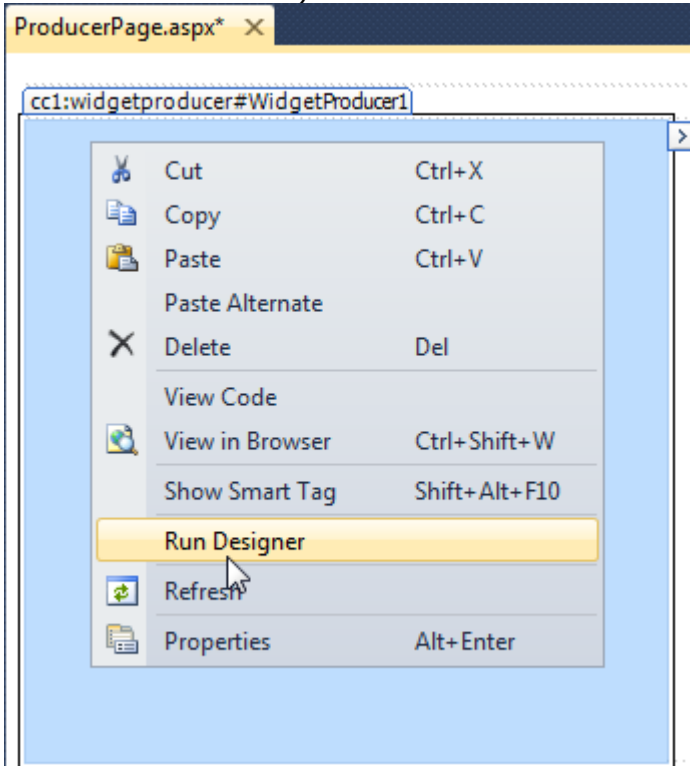 ProducerPage.aspx*
cc1:widgetproducer#WidgetProducer1
Cut Ctrl+X
Copy Ctrl+C
Paste Ctrl+V
Paste Alternate
Delete Del
View Code
View in Browser Ctrl+Shift+W
Show Smart Tag Shift+Alt+F10
Run Designer
Refresh
Properties Alt+Enter